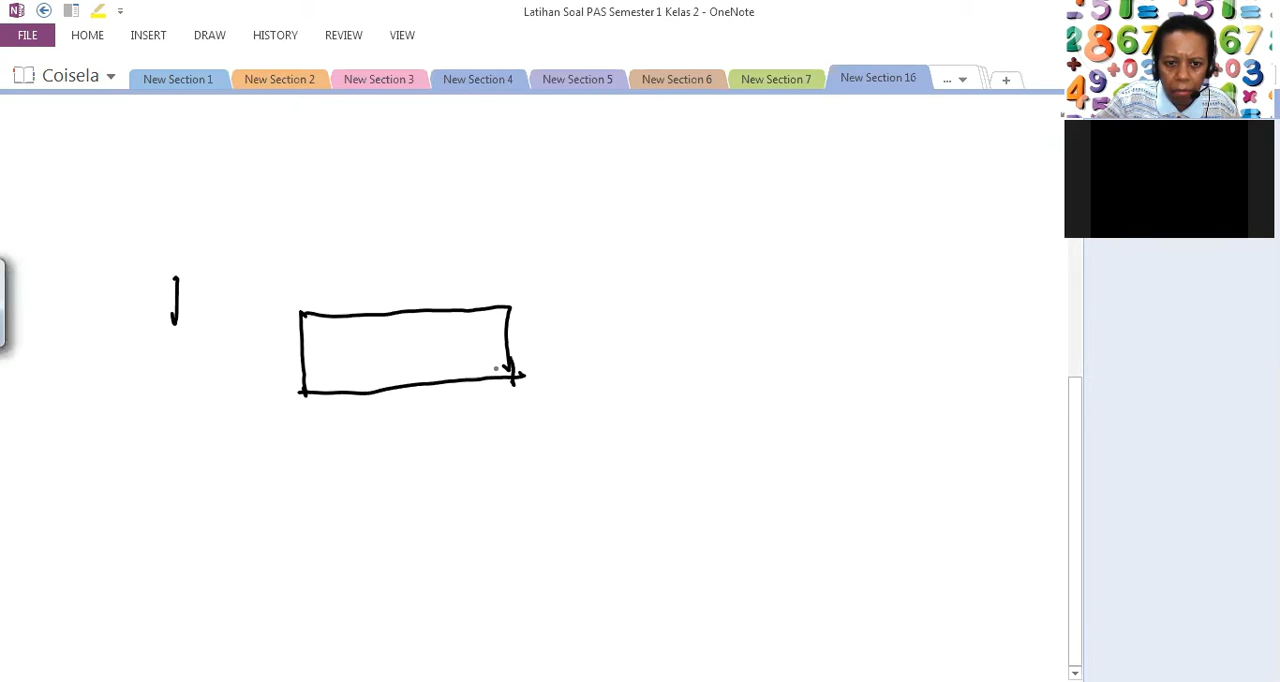 Latihan Soal PAS Semester 1 Kelas 2 - OneNote
FILE HOME INSERT DRAW HISTORY REVIEW VIEW
Coisela New Section 1 New Section 2 New Section 3 New Section 4 New Section 5 New Section 6 New Section 7 New Section 16 ... +